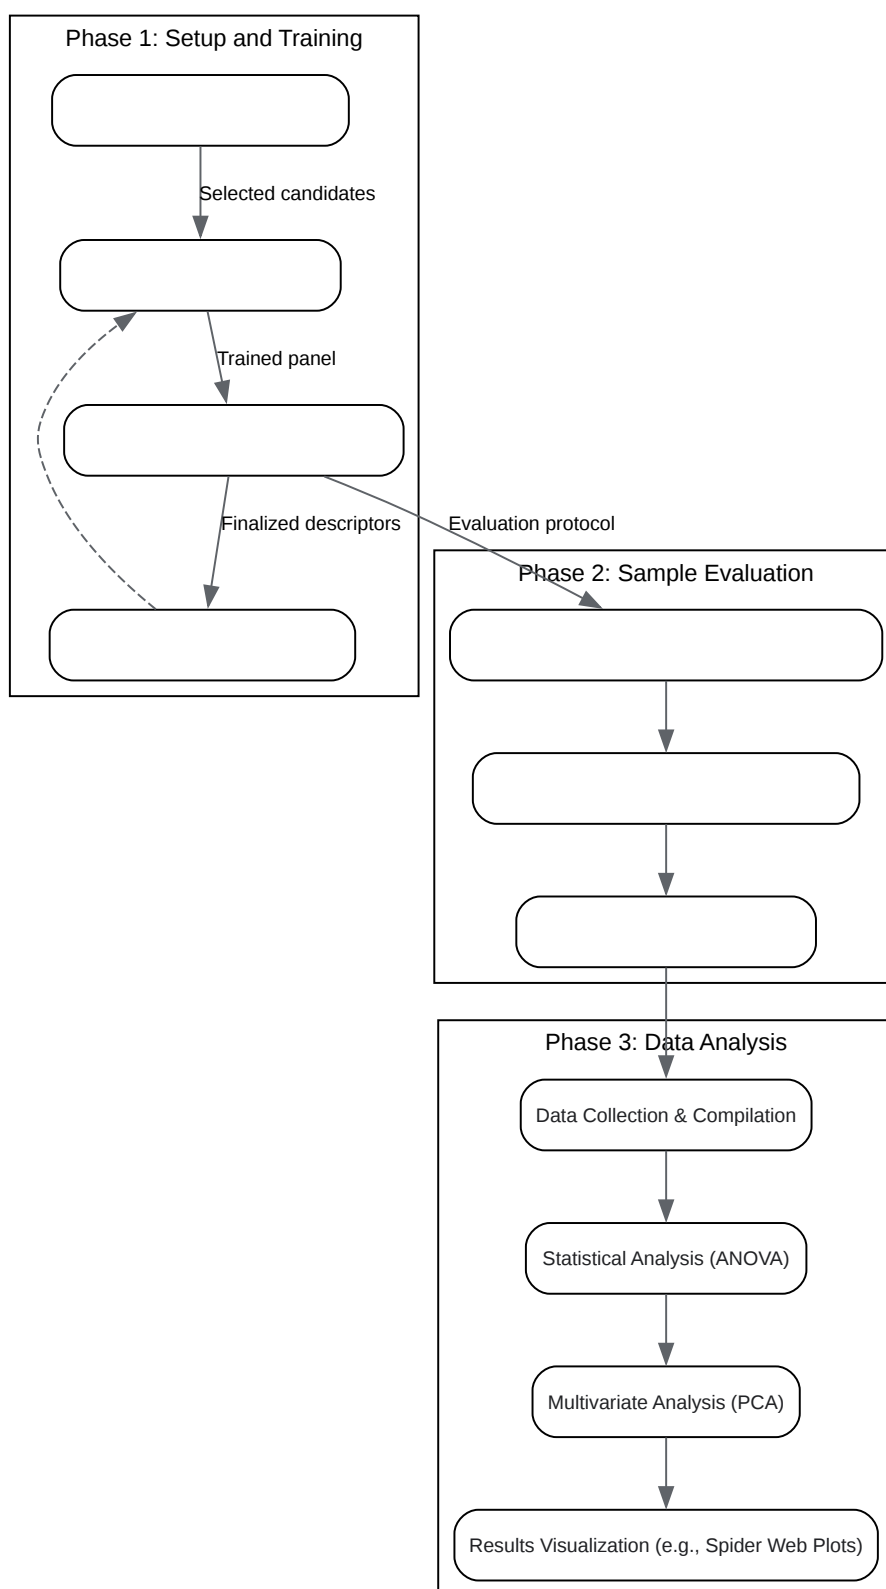 Phase 1: Setup and Training
Selected candidates
Trained panel
Finalized descriptors
Evaluation protocol
Phase 2: Sample Evaluation
Phase 3: Data Analysis
Data Collection & Compilation
Statistical Analysis (ANOVA)
Multivariate Analysis (PCA)
Results Visualization (e.g., Spider Web Plots)